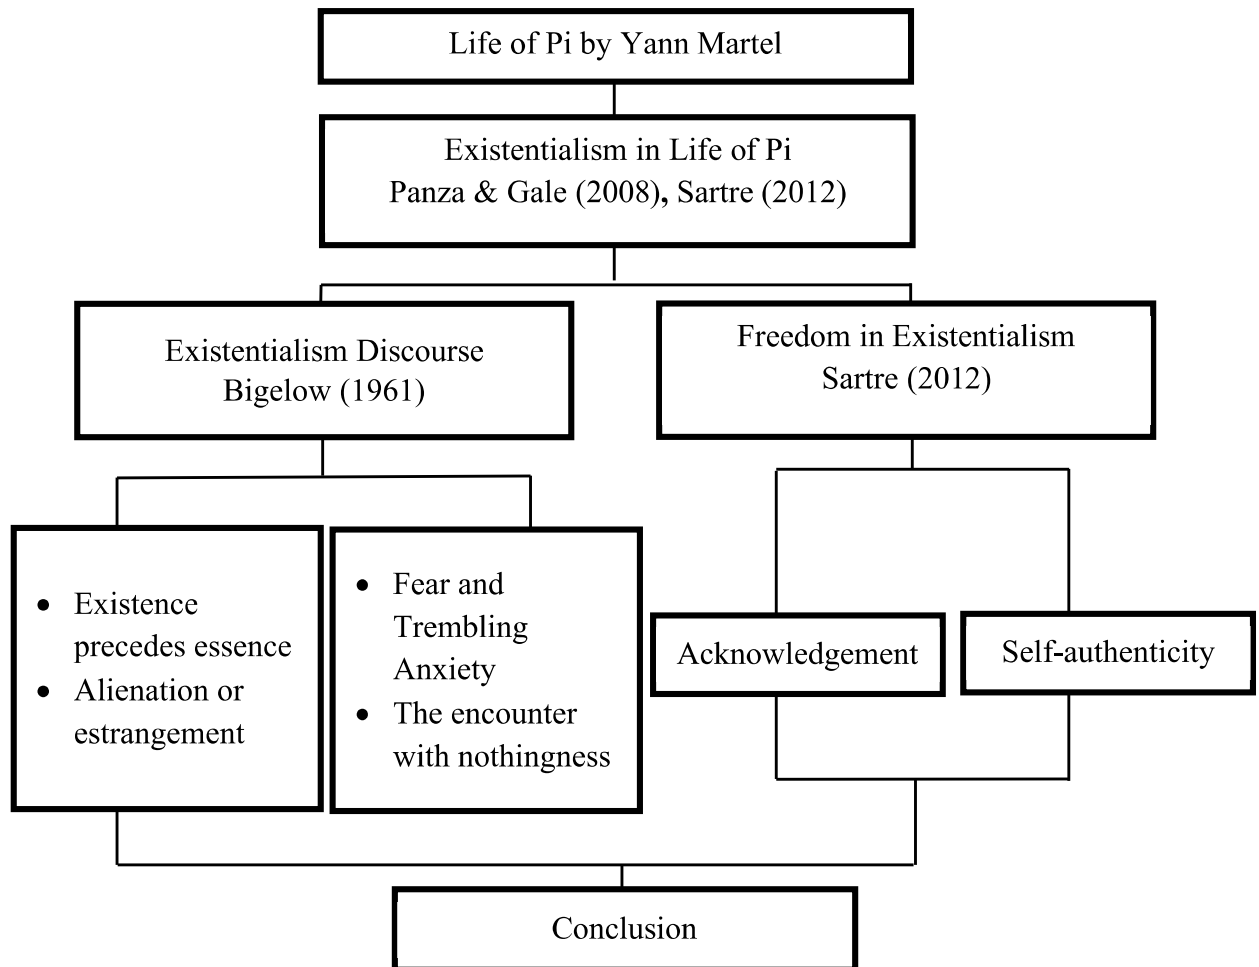 Life of Pi by Yann Martel
Existentialism in Life of Pi
Panza & Gale (2008), Sartre (2012)
Existentialism Discourse
Bigelow (1961)
Freedom in Existentialism
Sartre (2012)
• Existence
precedes essence
• Alienation or
estrangement
• Fear and
Trembling
Anxiety
• The encounter
with nothingness
Acknowledgement
Self-authenticity
Conclusion